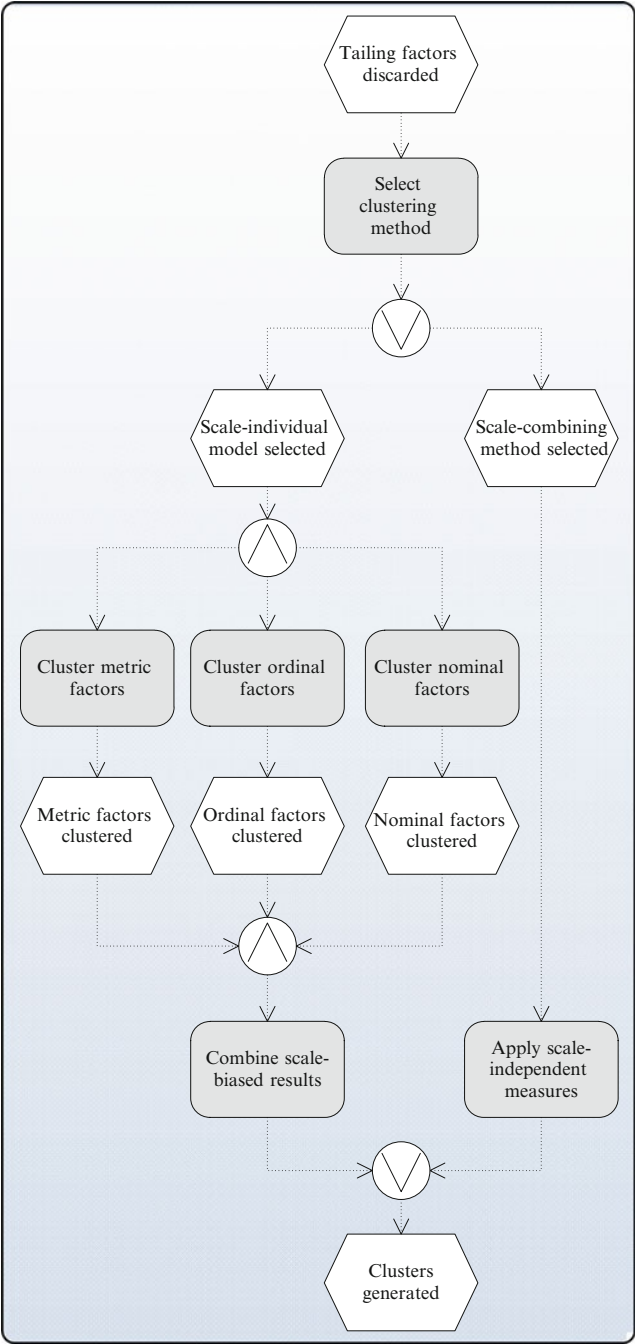 Tailing factors
discarded
Select
clustering
method
Scale-individual
model selected
Scale-combining
method selected
Cluster metric
factors
Cluster ordinal
factors
Cluster nominal
factors
Metric factors
clustered
Ordinal factors
clustered
Nominal factors
clustered
Combine scale-
biased results
Apply scale-
independent
measures
Clusters
generated